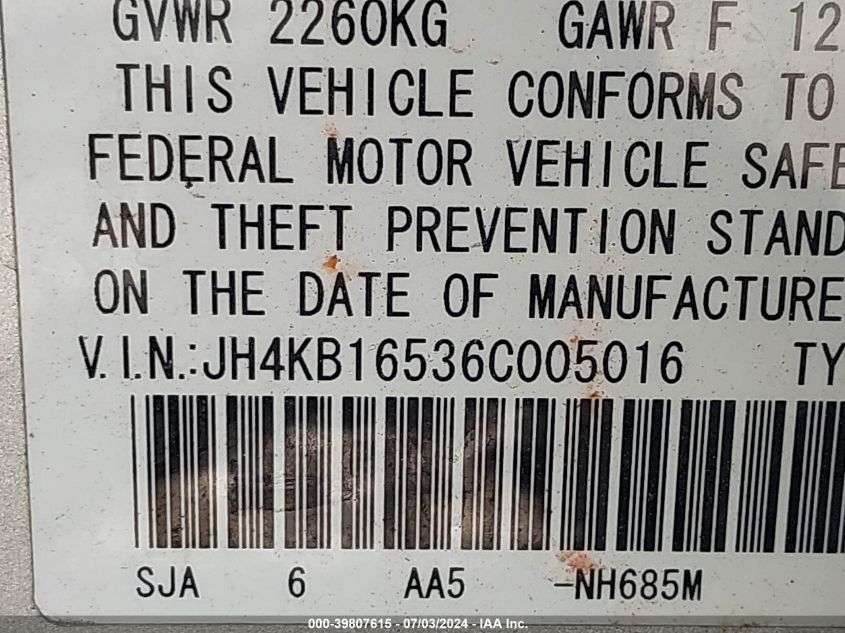 GVWR 2260KG GAWR F 12
THIS VEHICLE CONFORMS TO
FEDERAL MOTOR VEHICLE SAFE
AND THEFT PREVENTION STAND
ON THE DATE OF MANUFACTURE
V.I.N.:JH4KB16536C005016 TY
SJA 6 AA5 -NH685M
000-39807615 - 07/03/2024 - IAA Inc.